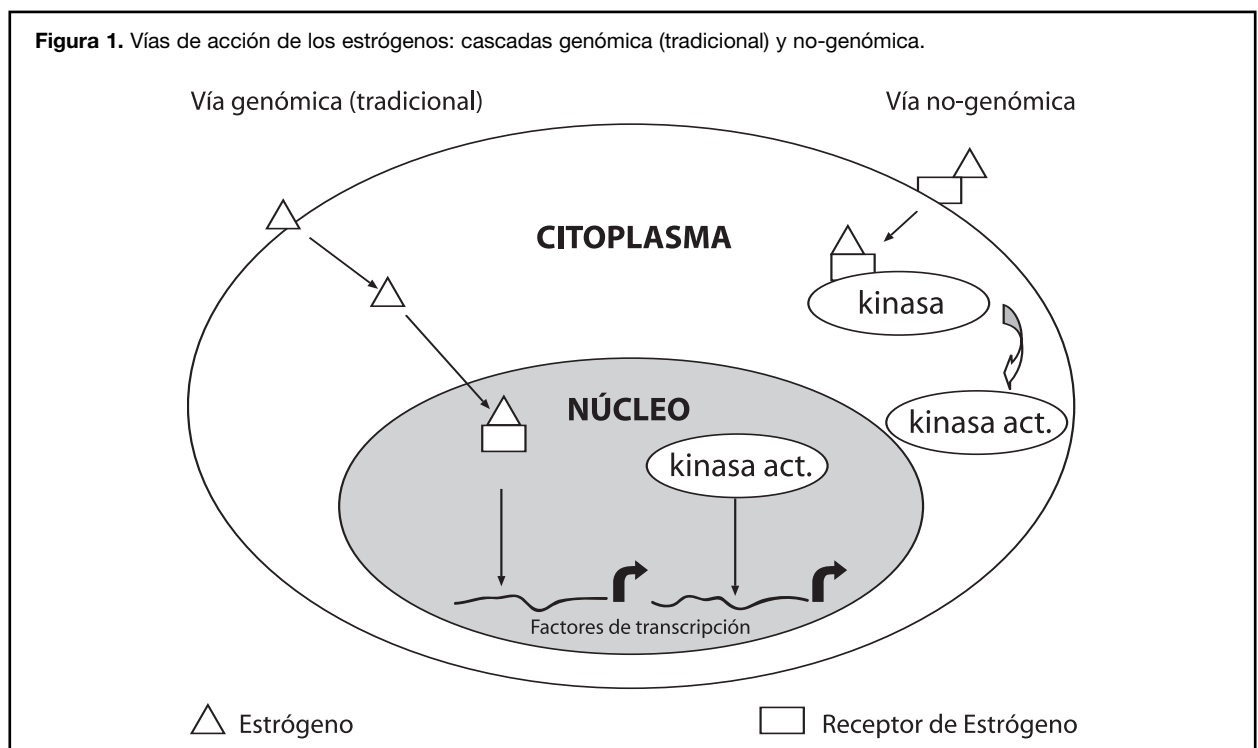 Figura 1. Vías de acción de los estrógenos: cascadas genómica (tradicional) y no-genómica.
Vía genómica (tradicional)
Vía no-genómica
CITOPLASMA
kinasa
NÚCLEO
kinasa act.
kinasa act.
Factores de transcripción
Estrógeno
Receptor de Estrógeno